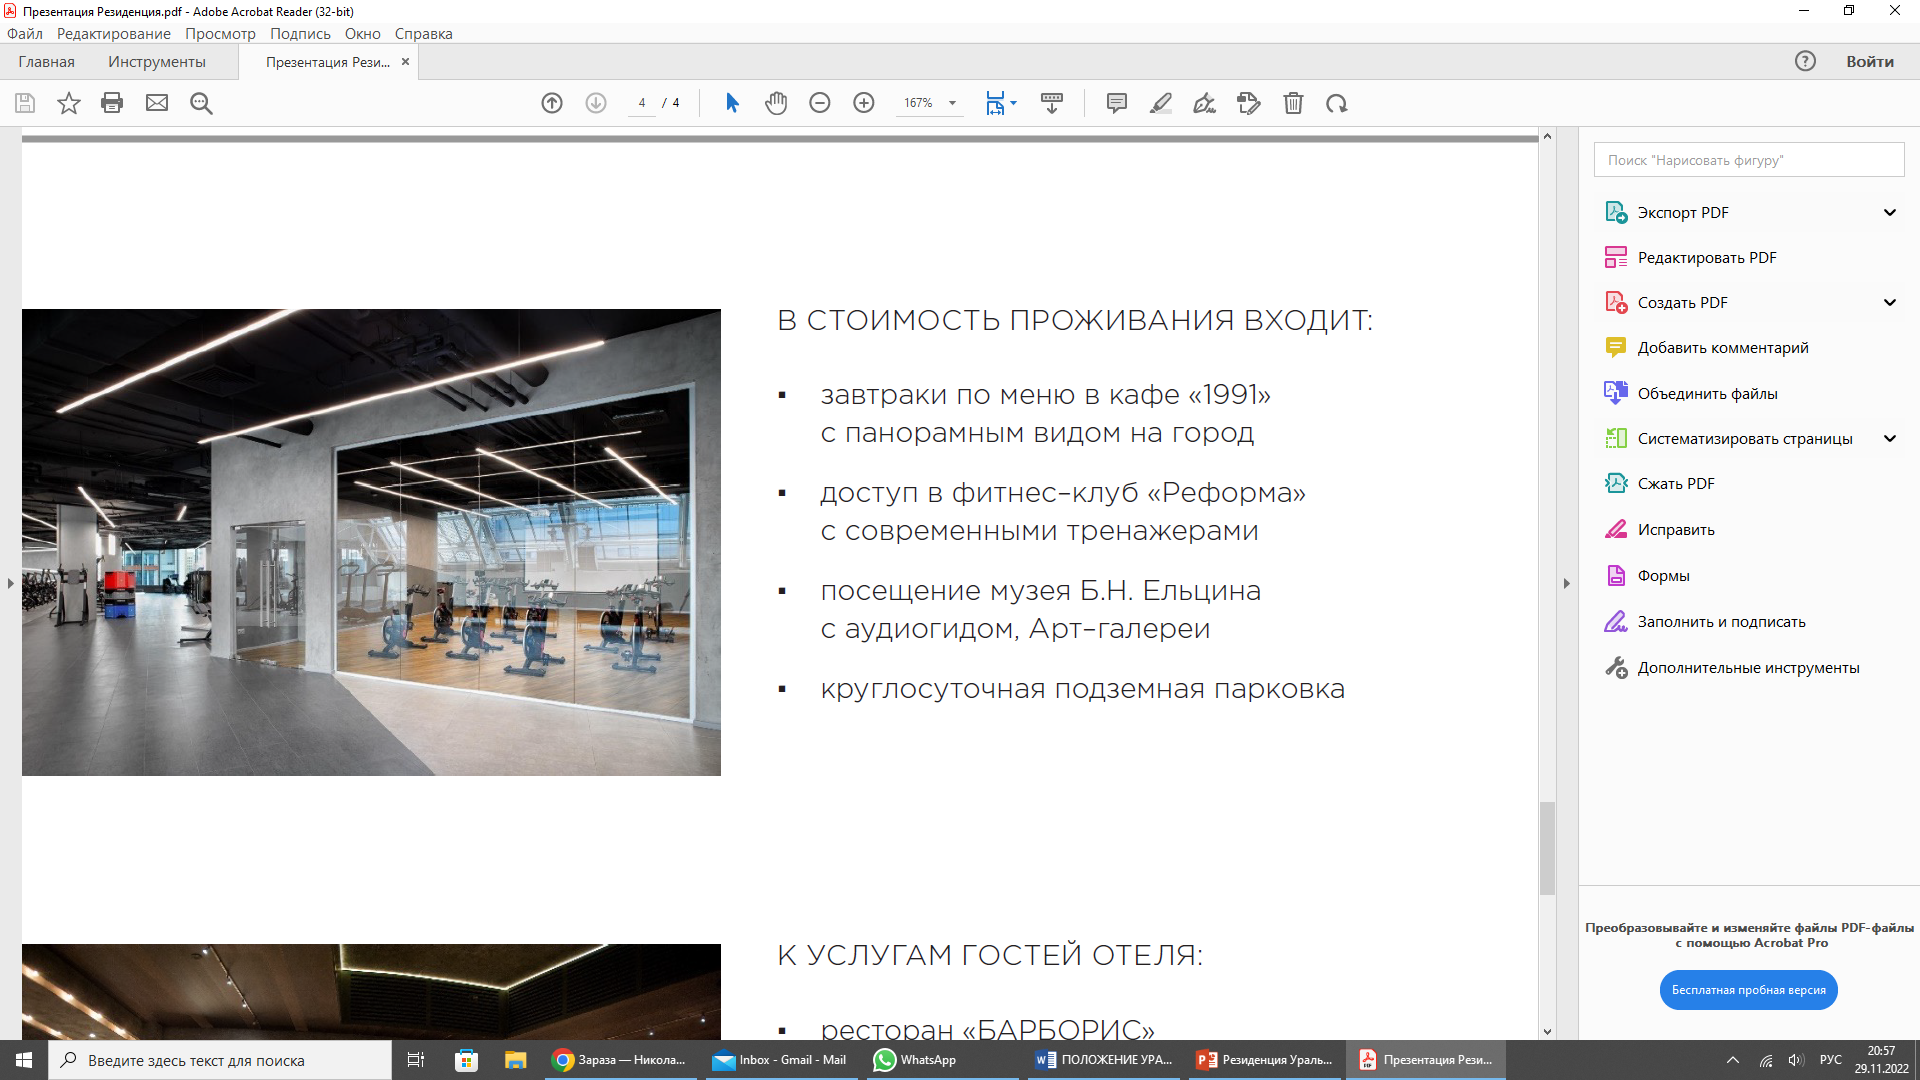 Презентация Резиденция.pdf - Adobe Acrobat Reader (32-bit)
Файл Редактирование Просмотр Подпись Окно Справка
Главная Инструменты Презентация Рези... Войти
4 / 4 167%
Поиск "Нарисовать фигуру"
Экспорт PDF
Редактировать PDF
Создать PDF
Добавить комментарий
Объединить файлы
Систематизировать страницы
Сжать PDF
Исправить
Формы
Заполнить и подписать
Дополнительные инструменты
Преобразовывайте и изменяйте файлы PDF-файлы
с помощью Acrobat Pro
Бесплатная пробная версия
В СТОИМОСТЬ ПРОЖИВАНИЯ ВХОДИТ:
▪ завтраки по меню в кафе «1991»
с панорамным видом на город
▪ доступ в фитнес–клуб «Реформа»
с современными тренажерами
▪ посещение музея Б.Н. Ельцина
с аудиогидом, Арт–галереи
▪ круглосуточная подземная парковка
К УСЛУГАМ ГОСТЕЙ ОТЕЛЯ:
▪ ресторан «БАРБОРИС»
Введите здесь текст для поиска
Зараза — Никола...
Inbox - Gmail - Mail
WhatsApp
ПОЛОЖЕНИЕ УРА...
Резиденция Ураль...
Презентация Рези...
РУС
20:57
29.11.2022